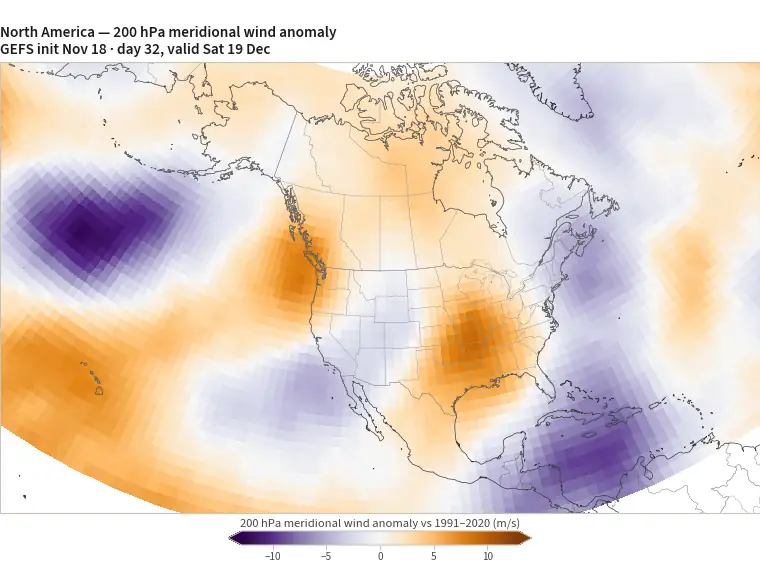 North America — 200 hPa meridional wind anomaly
GEFS init Nov 18 · day 32, valid Sat 19 Dec
200 hPa meridional wind anomaly vs 1991–2020 (m/s)
−10 −5 0 5 10